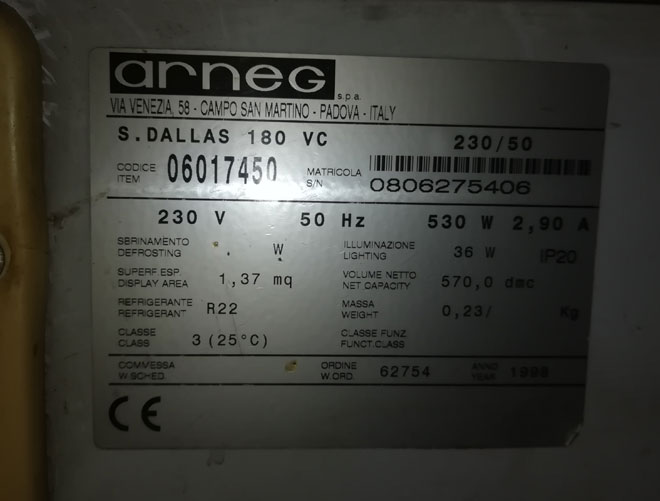 arneg s.p.a.
VIA VENEZIA, 58 - CAMPO SAN MARTINO - PADOVA - ITALY
S.DALLAS 180 VC 230/50
CODICE ITEM 06017450 MATRICOLA S/N 0806275406
230 V 50 Hz 530 W 2,90 A
SBRINAMENTO DEFROSTING W ILLUMINAZIONE LIGHTING 36 W IP20
SUPERF ESP. DISPLAY AREA 1,37 mq VOLUME NETTO NET CAPACITY 570,0 dmc
REFRIGERANTE REFRIGERANT R22 MASSA WEIGHT 0,23/ Kg
CLASSE CLASS 3 (25°C) CLASSE FUNZ. FUNCT.CLASS
COMMESSA W.SCHED. ORDINE W.ORD. 62754 ANNO YEAR 1998
CE